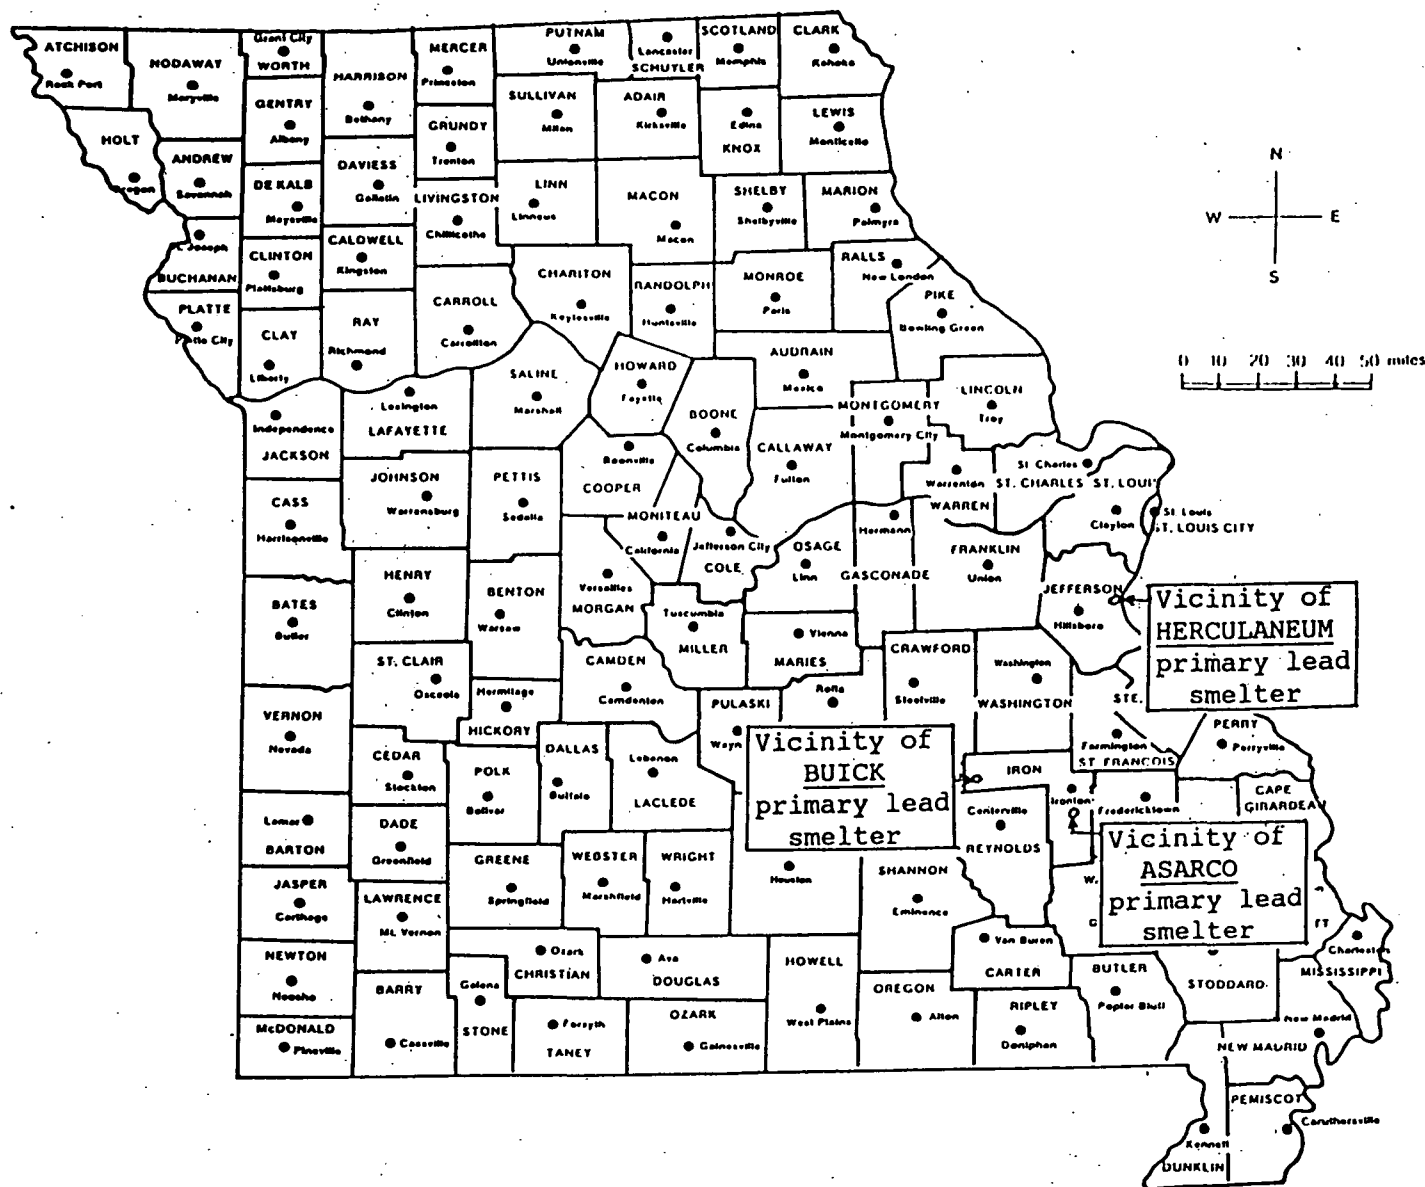 ATCHISON
Rock Port
NODAWAY
Maryville
Grant City
WORTH
HARRISON
Bethany
MERCER
Princeton
PUTNAM
Unionville
Lancaster
SCHUYLER
SCOTLAND
Memphis
CLARK
Kahoka
HOLT
Oregon
ANDREW
Savannah
GENTRY
Albany
DE KALB
Maysville
DAVIESS
Gallatin
GRUNDY
Trenton
LIVINGSTON
Chillicothe
SULLIVAN
Milan
ADAIR
Kirksville
Edina
KNOX
LEWIS
Monticello
LINN
Linneus
MACON
Macon
SHELBY
Shelbyville
MARION
Palmyra
N
W
E
S
Joseph
BUCHANAN
CLINTON
Plattsburg
CALDWELL
Kingston
CARROLL
Carrollton
CHARITON
Keytesville
RANDOLPH
Huntsville
MONROE
Paris
RALLS
New London
PIKE
Bowling Green
PLATTE
Platte City
CLAY
Liberty
RAY
Richmond
SALINE
Marshall
HOWARD
Fayette
BOONE
Columbia
AUDRAIN
Mexico
MONTGOMERY
Montgomery City
LINCOLN
Troy
0 10 20 30 40 50 miles
Independence
JACKSON
Lexington
LAFAYETTE
Boonville
COOPER
CALLAWAY
Fulton
Warrenton
WARREN
St. Charles
ST. CHARLES
ST. LOUIS
Clayton
St. Louis
ST. LOUIS CITY
CASS
Harrisonville
JOHNSON
Warrensburg
PETTIS
Sedalia
MONITEAU
California
Jefferson City
COLE
OSAGE
Linn
Hermann
GASCONADE
FRANKLIN
Union
JEFFERSON
Hillsboro
Vicinity of
HERCULANEUM
primary lead
smelter
BATES
Butler
HENRY
Clinton
BENTON
Warsaw
Versailles
MORGAN
Tuscumbia
MILLER
Vienna
MARIES
CRAWFORD
Steelville
Washington
WASHINGTON
STE.
ST. CLAIR
Osceola
Hermitage
HICKORY
CAMDEN
Camdenton
PULASKI
Wayn
Rolla
Farmington
ST. FRANCOIS
PERRY
Perryville
VERNON
Nevada
CEDAR
Stockton
POLK
Bolivar
DALLAS
Buffalo
Lebanon
LACLEDE
Vicinity of
BUICK
primary lead
smelter
IRON
Ironton
Fredericktown
CAPE
GIRARDEAU
Centerville
REYNOLDS
Lamar
BARTON
DADE
Greenfield
GREENE
Springfield
WEBSTER
Marshfield
WRIGHT
Hartville
Houston
SHANNON
Eminence
Vicinity of
ASARCO
primary lead
smelter
W.
G
FT
JASPER
Carthage
LAWRENCE
Mt. Vernon
Ozark
CHRISTIAN
Ava
DOUGLAS
HOWELL
West Plains
Van Buren
CARTER
BUTLER
Poplar Bluff
STODDARD
Charleston
MISSISSIPPI
NEWTON
Neosho
BARRY
Cassville
Galena
STONE
Forsyth
TANEY
OZARK
Gainesville
OREGON
Alton
RIPLEY
Doniphan
New Madrid
NEW MADRID
McDONALD
Pineville
PEMISCOT
Caruthersville
Kennett
DUNKLIN